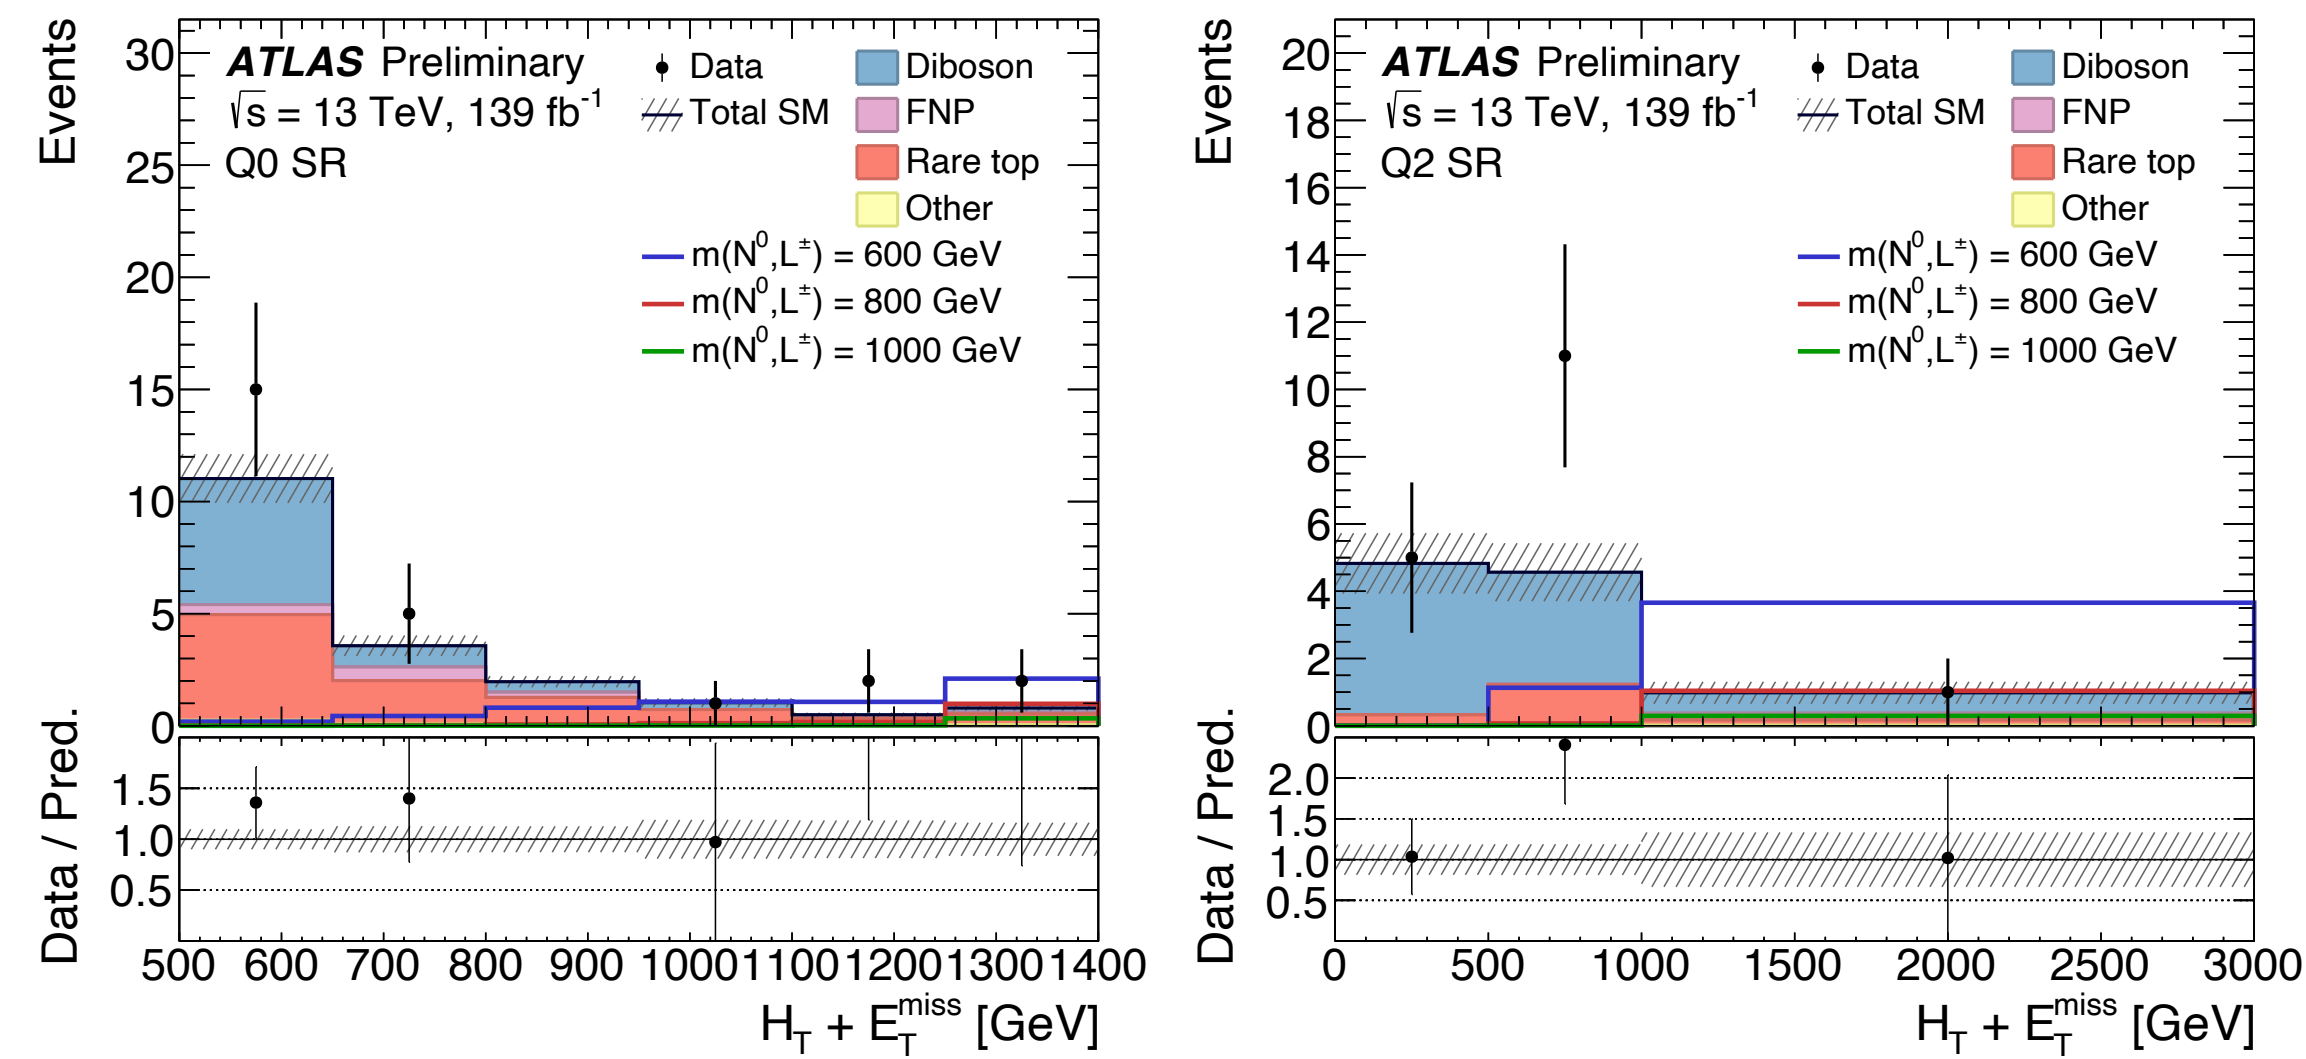 Events
30
25
20
15
10
5
0
ATLAS Preliminary
√s = 13 TeV, 139 fb⁻¹
Q0 SR
Data
Total SM
Diboson
FNP
Rare top
Other
m(N⁰,L±) = 600 GeV
m(N⁰,L±) = 800 GeV
m(N⁰,L±) = 1000 GeV
Data / Pred.
1.5
1.0
0.5
500 600 700 800 900 1000 1100 1200 1300 1400
H_T + E_T^miss [GeV]
Events
20
18
16
14
12
10
8
6
4
2
0
ATLAS Preliminary
√s = 13 TeV, 139 fb⁻¹
Q2 SR
Data
Total SM
Diboson
FNP
Rare top
Other
m(N⁰,L±) = 600 GeV
m(N⁰,L±) = 800 GeV
m(N⁰,L±) = 1000 GeV
Data / Pred.
2.0
1.5
1.0
0.5
0 500 1000 1500 2000 2500 3000
H_T + E_T^miss [GeV]